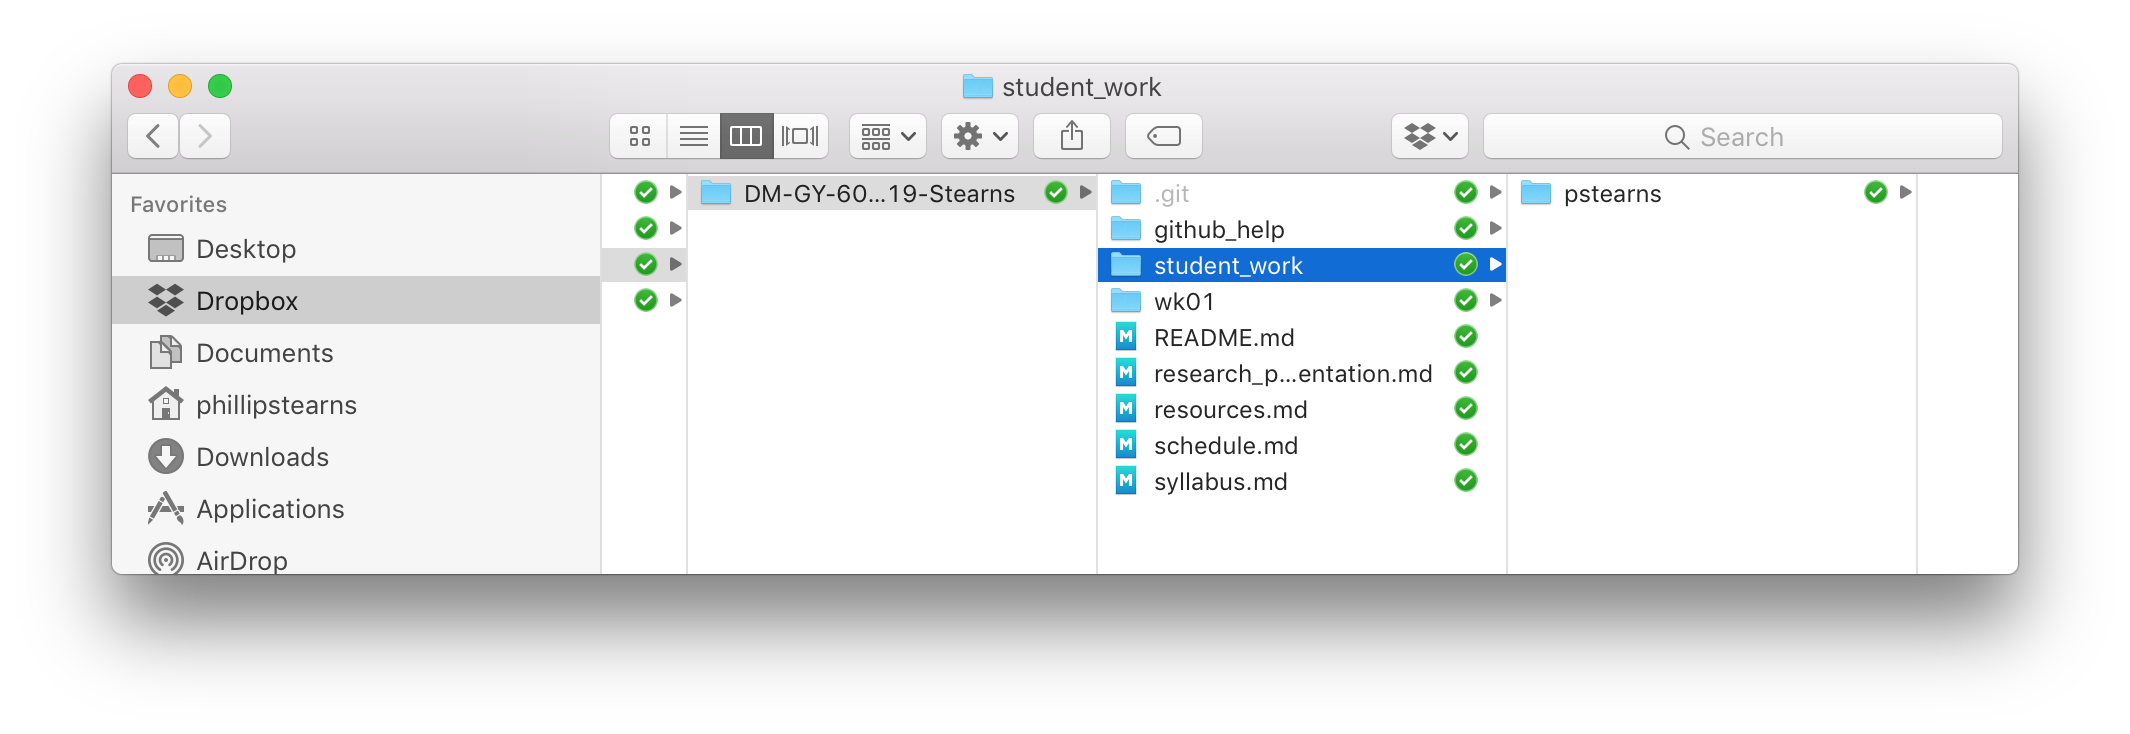 student_work
Search
Favorites
Desktop
Dropbox
Documents
phillipstearns
Downloads
Applications
AirDrop
DM-GY-60...19-Stearns
.git
github_help
student_work
wk01
README.md
research_p...entation.md
resources.md
schedule.md
syllabus.md
pstearns